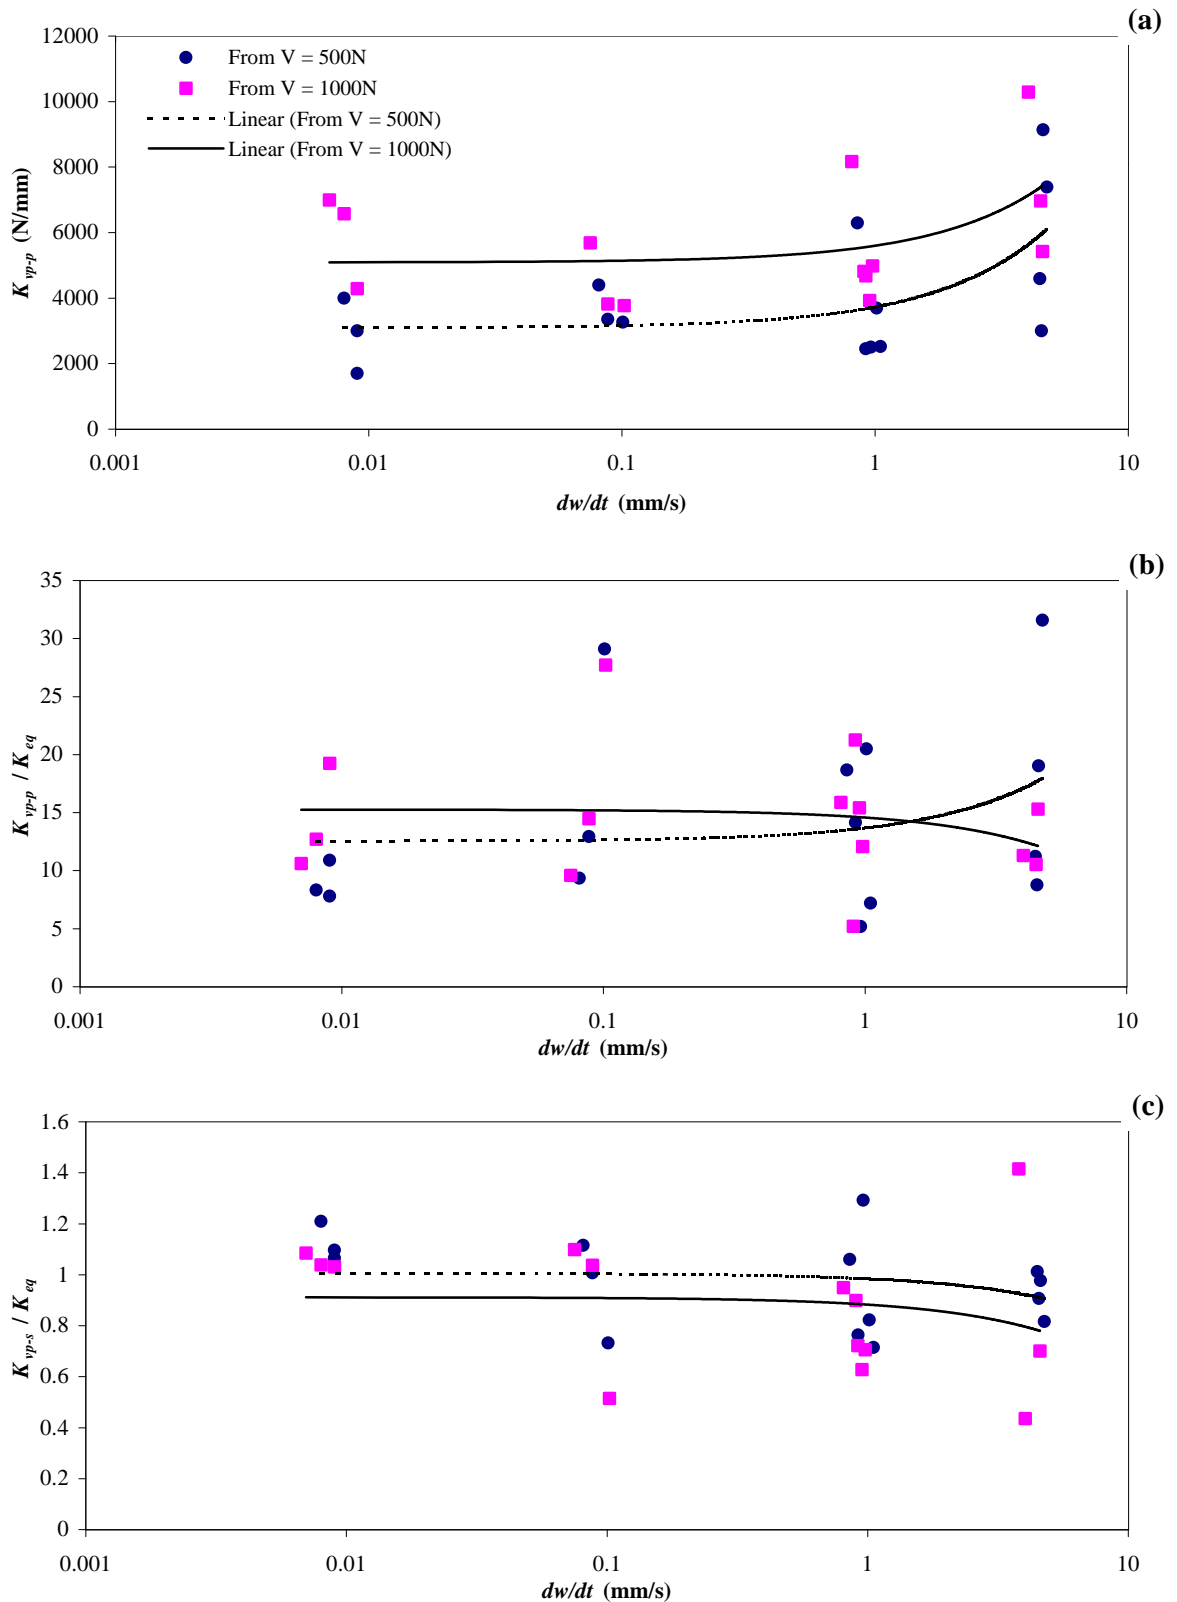 (a)
12000
10000
8000
6000
4000
2000
0
K vp-p (N/mm)
From V = 500N
From V = 1000N
Linear (From V = 500N)
Linear (From V = 1000N)
0.001 0.01 0.1 1 10
dw/dt (mm/s)
(b)
35
30
25
20
15
10
5
0
K vp-p / K eq
0.001 0.01 0.1 1 10
dw/dt (mm/s)
(c)
1.6
1.4
1.2
1
0.8
0.6
0.4
0.2
0
K vp-s / K eq
0.001 0.01 0.1 1 10
dw/dt (mm/s)